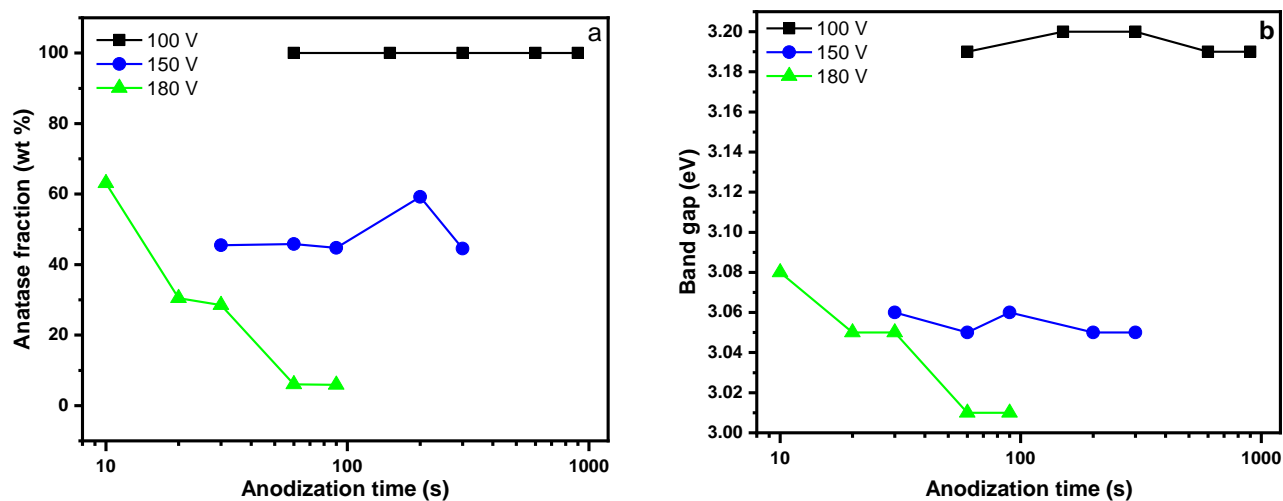 a
100 V
150 V
180 V
Anatase fraction (wt %)
100
80
60
40
20
0
10
100
1000
Anodization time (s)
b
100 V
150 V
180 V
Band gap (eV)
3.20
3.18
3.16
3.14
3.12
3.10
3.08
3.06
3.04
3.02
3.00
10
100
1000
Anodization time (s)